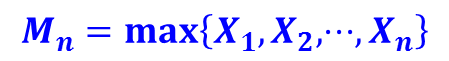 Mₙ = max{X₁, X₂,⋯, Xₙ}